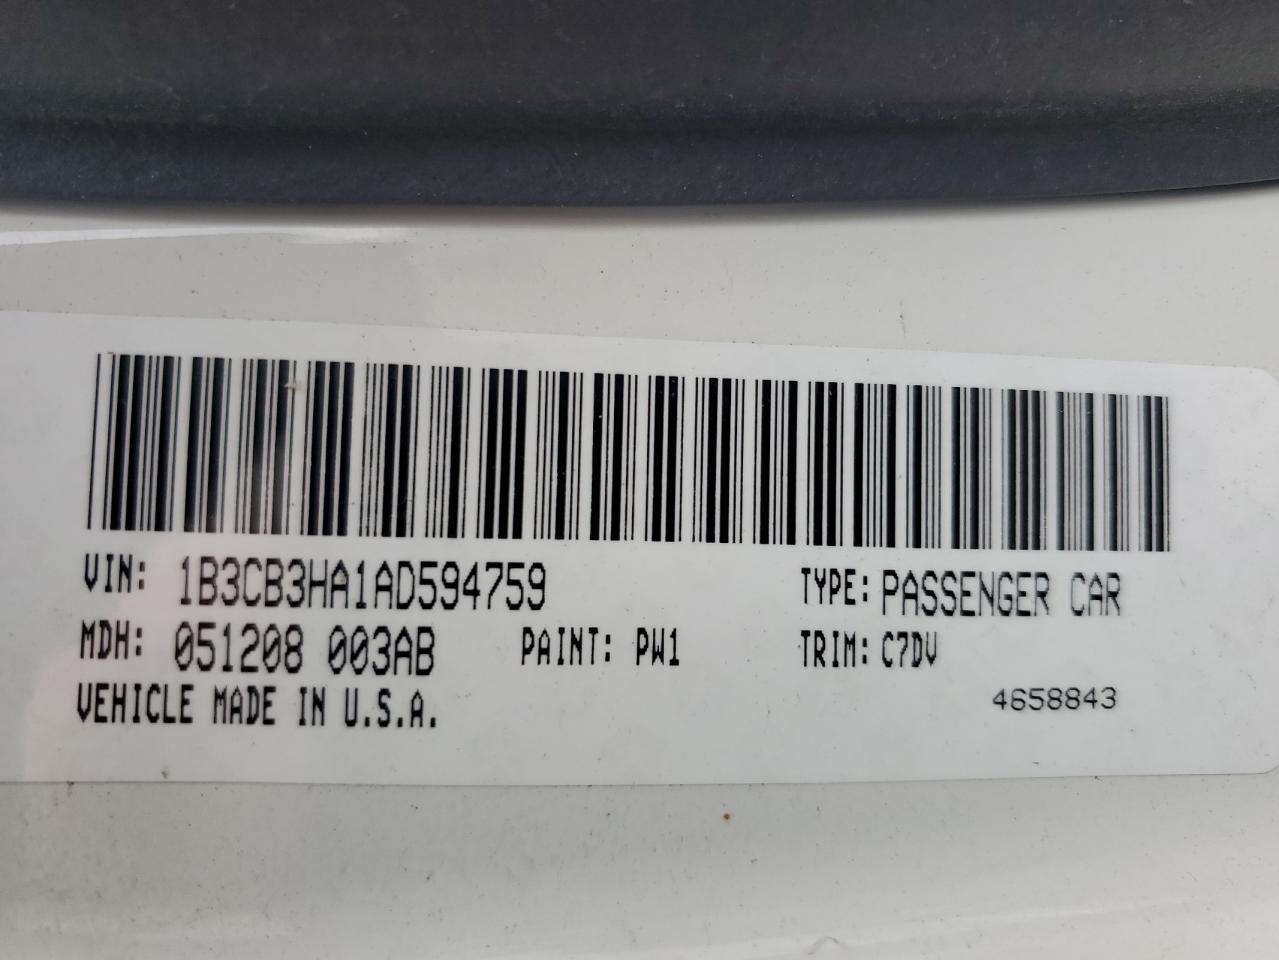 VIN: 1B3CB3HA1AD594759 TYPE: PASSENGER CAR
MDH: 051208 003AB PAINT: PW1 TRIM: C7DV
VEHICLE MADE IN U.S.A.
4658843